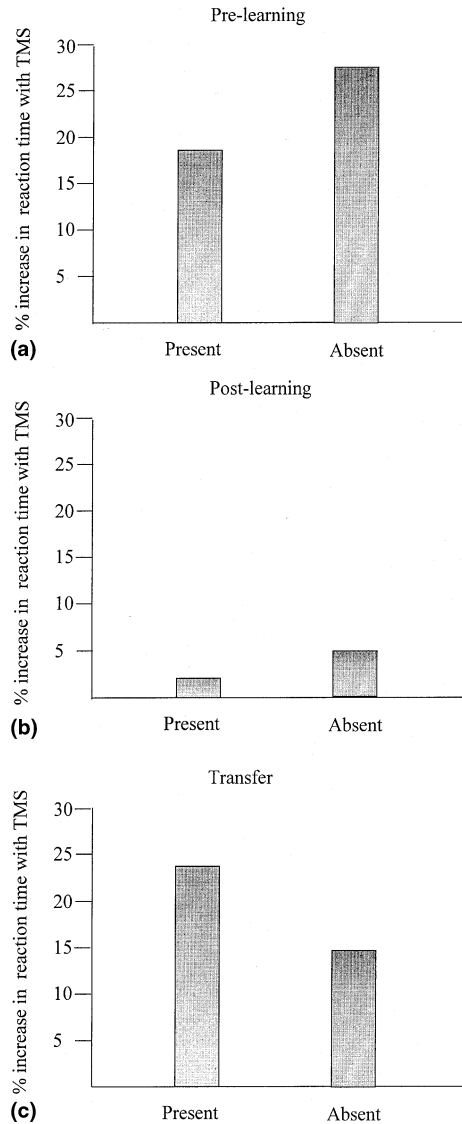 Pre-learning
% increase in reaction time with TMS
30
25
20
15
10
5
Present Absent
(a)
Post-learning
% increase in reaction time with TMS
30
25
20
15
10
5
Present Absent
(b)
Transfer
% increase in reaction time with TMS
30
25
20
15
10
5
Present Absent
(c)